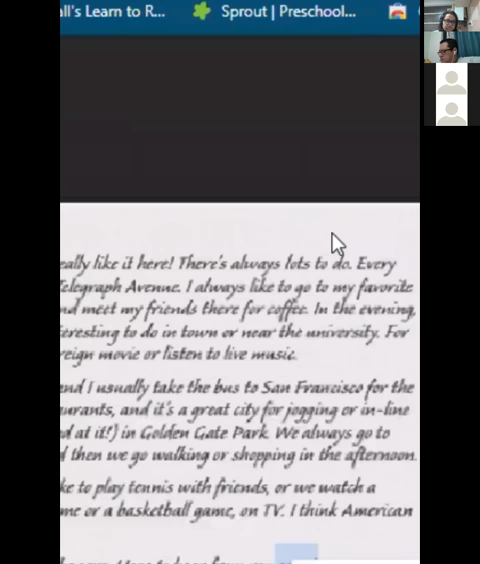 all's Learn to R... Sprout | Preschool...
eally like it here! There's always lots to do. Every
elegraph Avenue. I always like to go to my favorite
nd meet my friends there for coffee. In the evening,
eresting to do in town or near the university. For
reign movie or listen to live music.
and I usually take the bus to San Francisco for the
urants, and it's a great city for jogging or in-line
d at it!) in Golden Gate Park. We always go to
d then we go walking or shopping in the afternoon.
ke to play tennis with friends, or we watch a
me or a basketball game, on TV. I think American